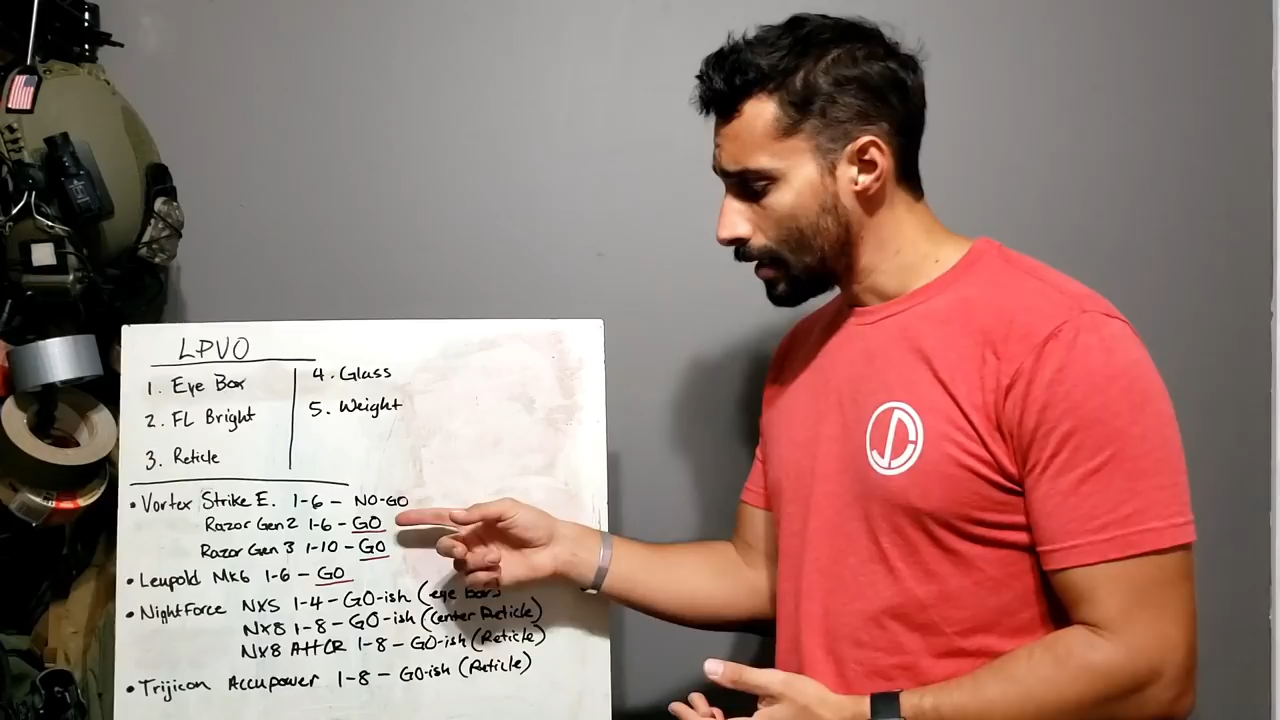 LPVO
1. Eye Box
2. FL Bright
3. Reticle
4. Glass
5. Weight
• Vortex Strike E. 1-6 - NO-GO
Razor Gen2 1-6 - GO
Razor Gen 3 1-10 - GO
• Leupold Mk6 1-6 - GO
• NightForce NXS 1-4 - GO-ish (eye box)
NX8 1-8 - GO-ish (Center Reticle)
NX8 ATTCR 1-8 - GO-ish (Reticle)
• Trijicon Accupower 1-8 - GO-ish (Reticle)